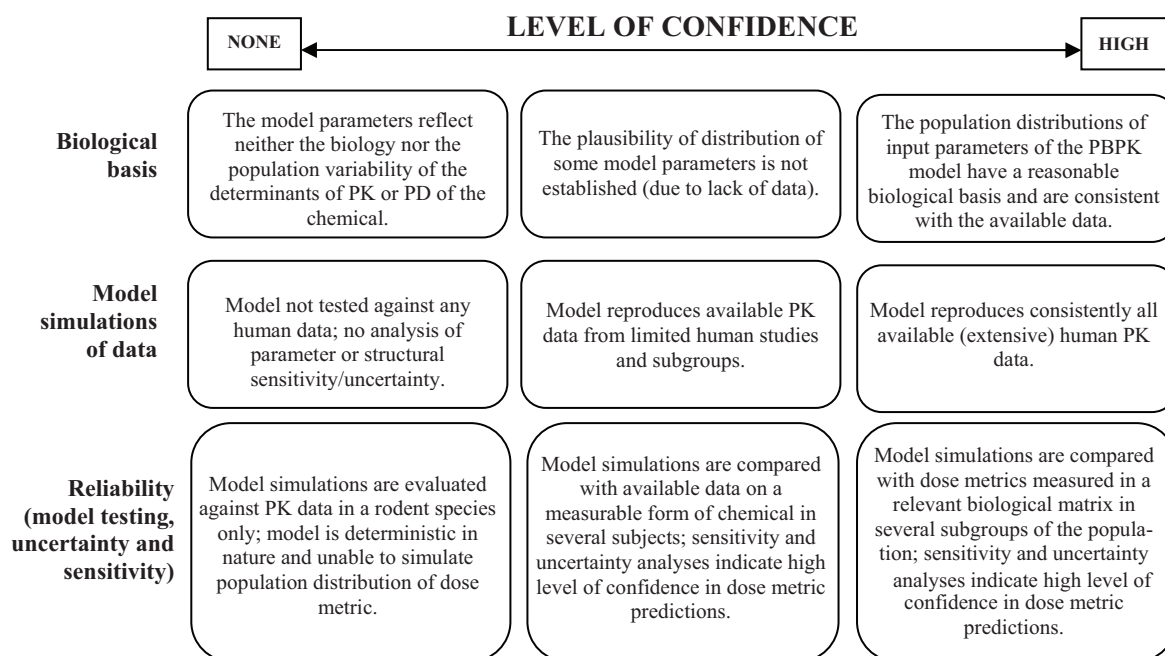 LEVEL OF CONFIDENCE
NONE
HIGH
Biological
basis
The model parameters reflect
neither the biology nor the
population variability of the
determinants of PK or PD of the
chemical.
The plausibility of distribution of
some model parameters is not
established (due to lack of data).
The population distributions of
input parameters of the PBPK
model have a reasonable
biological basis and are consistent
with the available data.
Model
simulations
of data
Model not tested against any
human data; no analysis of
parameter or structural
sensitivity/uncertainty.
Model reproduces available PK
data from limited human studies
and subgroups.
Model reproduces consistently all
available (extensive) human PK
data.
Reliability
(model testing,
uncertainty and
sensitivity)
Model simulations are evaluated
against PK data in a rodent species
only; model is deterministic in
nature and unable to simulate
population distribution of dose
metric.
Model simulations are compared
with available data on a
measurable form of chemical in
several subjects; sensitivity and
uncertainty analyses indicate high
level of confidence in dose metric
predictions.
Model simulations are compared
with dose metrics measured in a
relevant biological matrix in
several subgroups of the popula-
tion; sensitivity and uncertainty
analyses indicate high level of
confidence in dose metric
predictions.